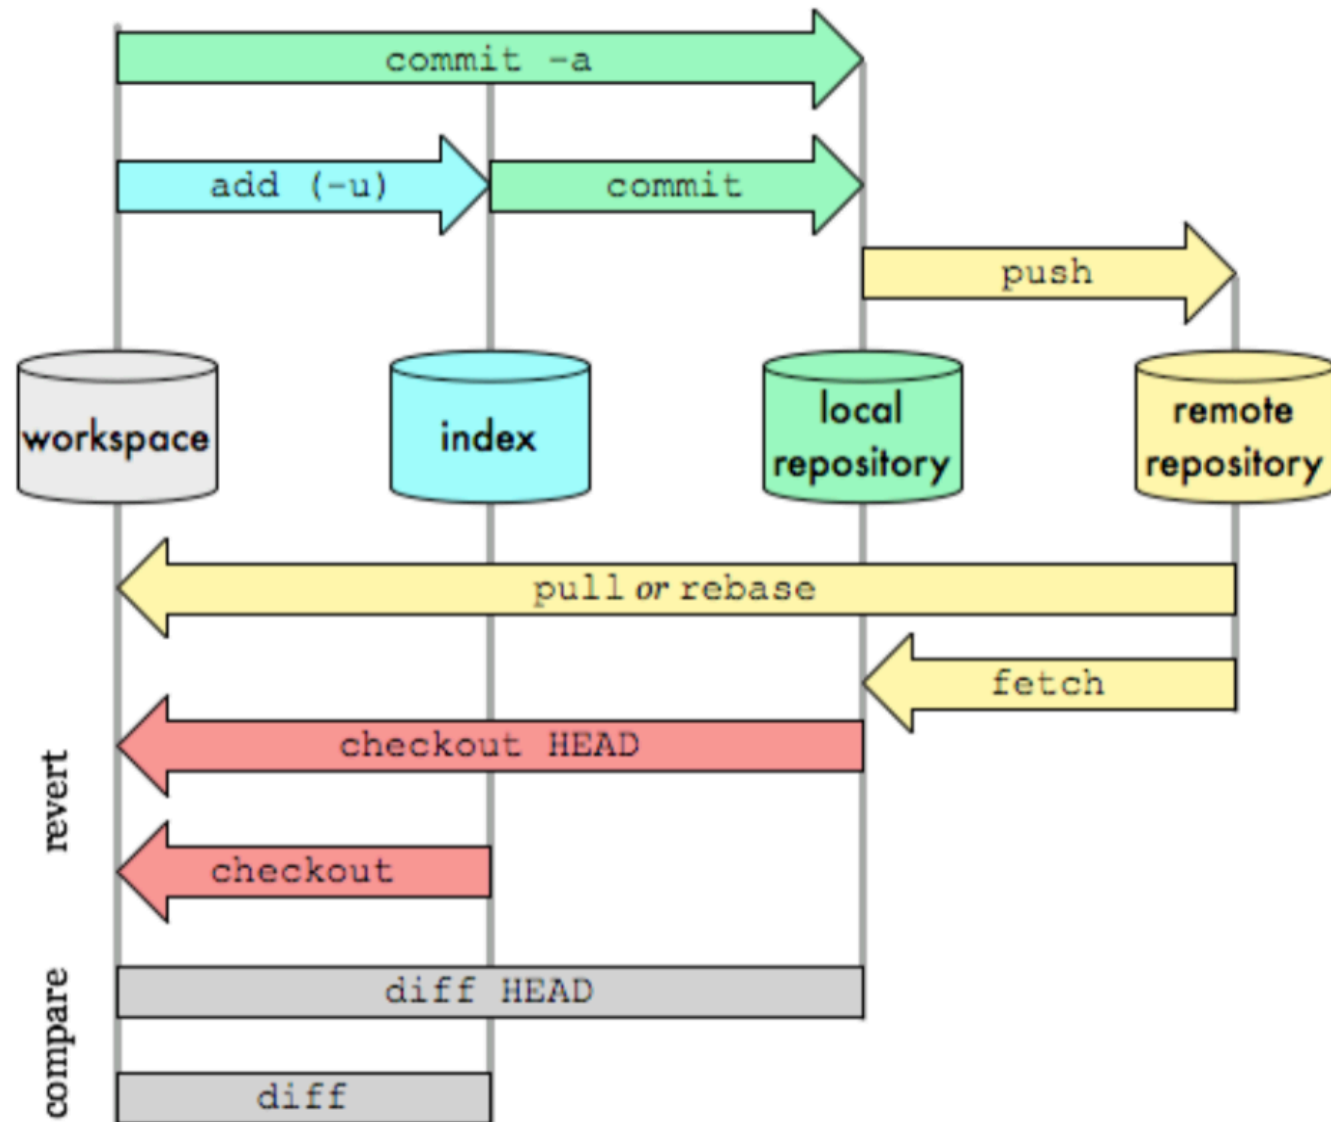 commit -a
add (-u)
commit
push
workspace
index
local
repository
remote
repository
pull or rebase
fetch
revert
checkout HEAD
checkout
compare
diff HEAD
diff